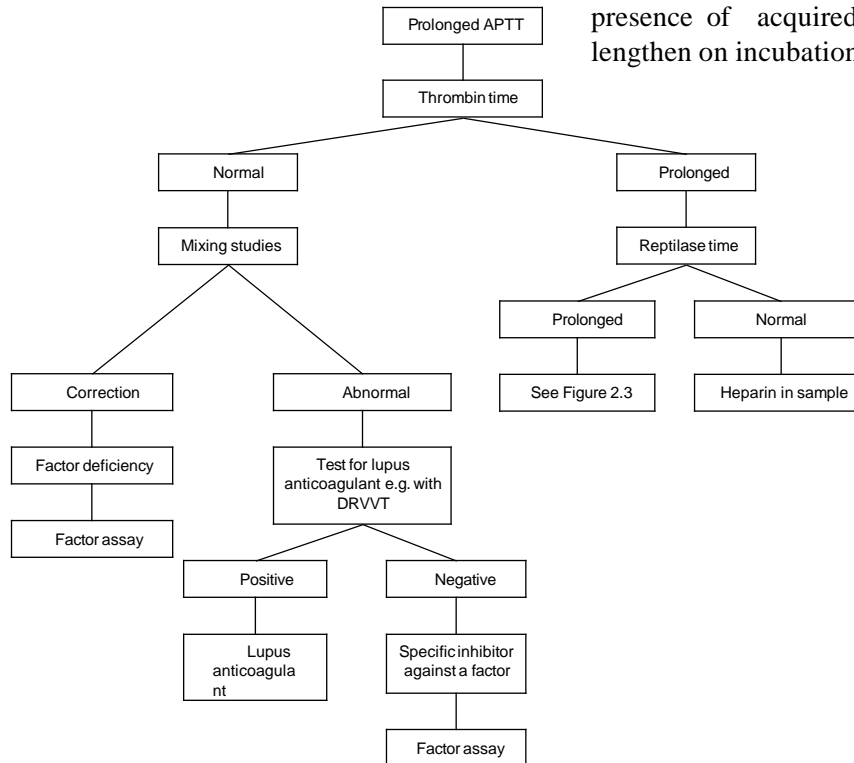 Prolonged APTT
presence of acquired
lengthen on incubation
Thrombin time
Normal
Prolonged
Mixing studies
Reptilase time
Prolonged
Normal
See Figure 2.3
Heparin in sample
Correction
Abnormal
Factor deficiency
Test for lupus
anticoagulant e.g. with
DRVVT
Factor assay
Positive
Negative
Lupus
anticoagula
nt
Specific inhibitor
against a factor
Factor assay